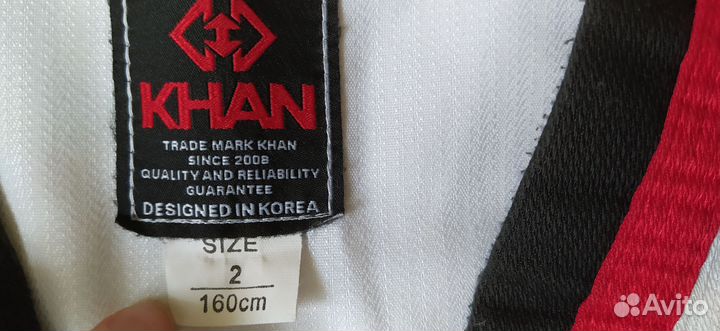 KHAN
TRADE MARK KHAN
SINCE 2008
QUALITY AND RELIABILITY
GUARANTEE
DESIGNED IN KOREA
SIZE
2
160cm
Avito